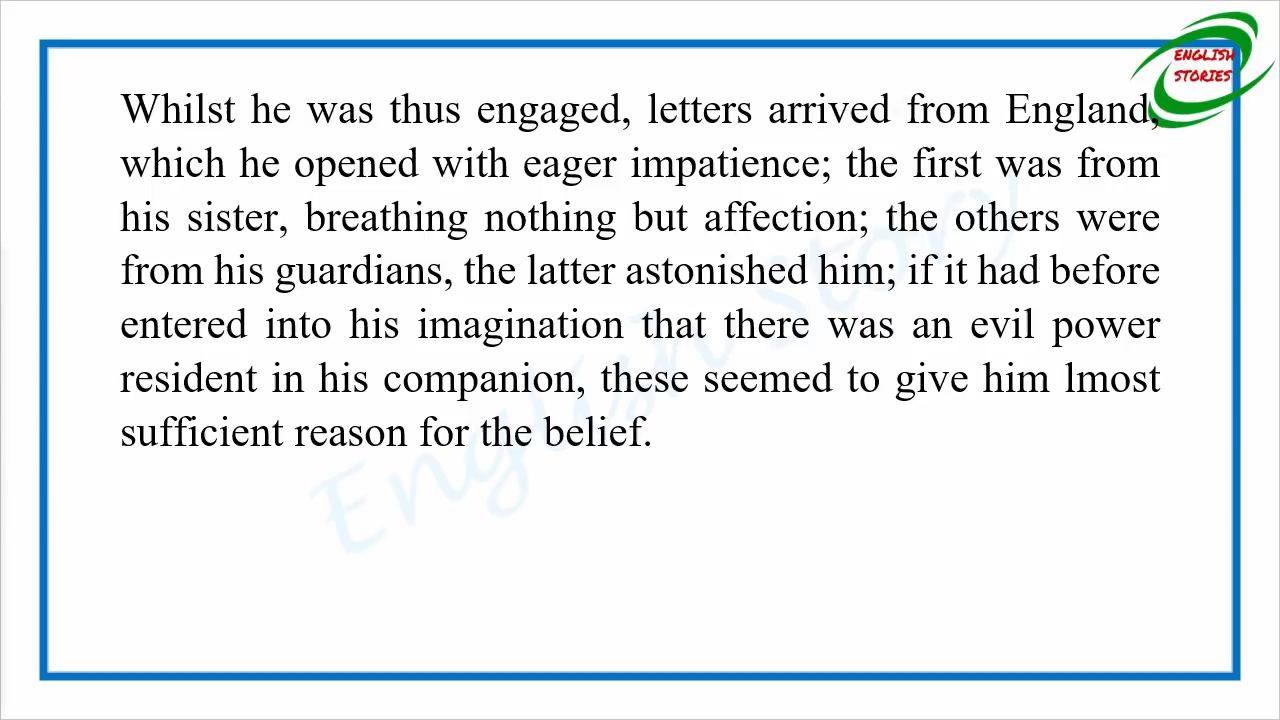 ENGLISH
STORIES
Whilst he was thus engaged, letters arrived from England,
which he opened with eager impatience; the first was from
his sister, breathing nothing but affection; the others were
from his guardians, the latter astonished him; if it had before
entered into his imagination that there was an evil power
resident in his companion, these seemed to give him lmost
sufficient reason for the belief.
English Story